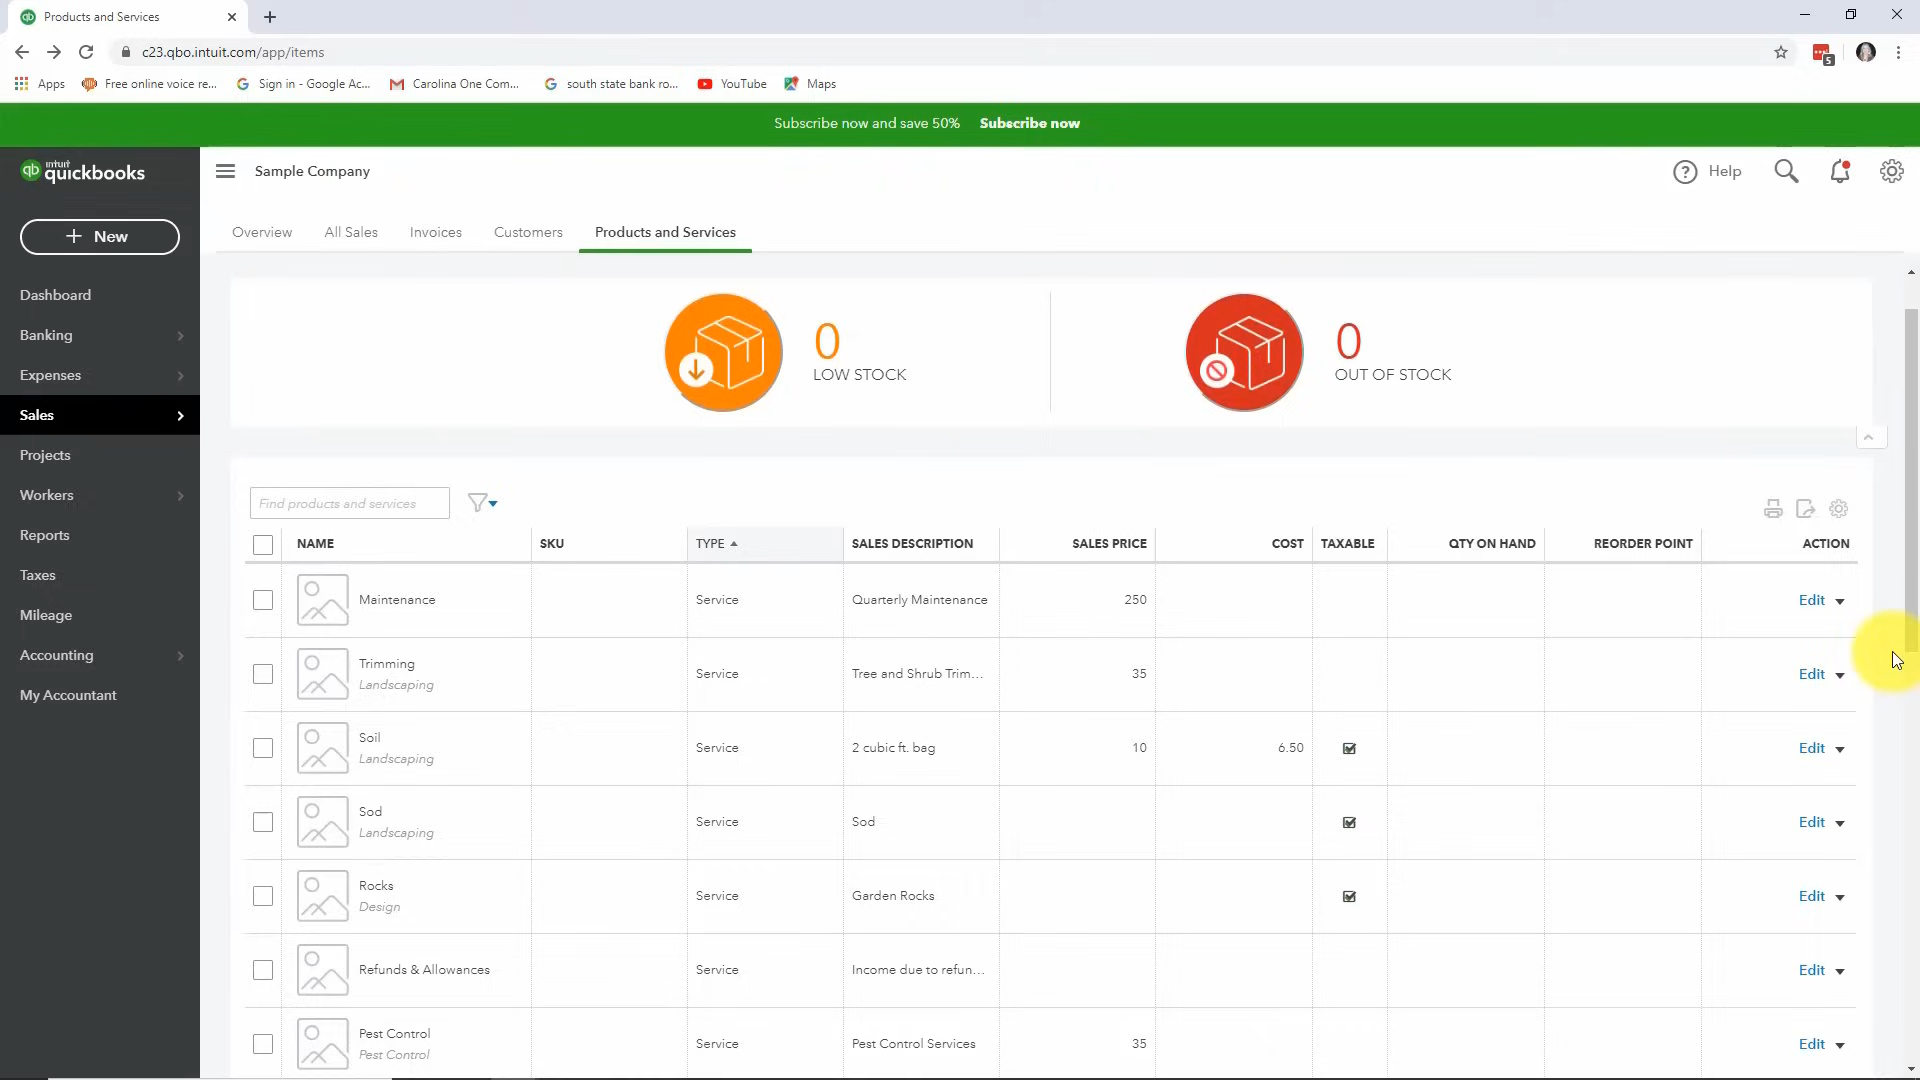 Products and Services
c23.qbo.intuit.com/app/items
5
Apps
Free online voice re...
Sign in - Google Ac...
Carolina One Com...
south state bank ro...
YouTube
Maps
Subscribe now and save 50% Subscribe now
qb intuit quickbooks
Sample Company
? Help
+ New
Overview All Sales Invoices Customers Products and Services
Dashboard
Banking
Expenses
Sales
Projects
Workers
Reports
Taxes
Mileage
Accounting
My Accountant
0
LOW STOCK
0
OUT OF STOCK
Find products and services
NAME SKU TYPE SALES DESCRIPTION SALES PRICE COST TAXABLE QTY ON HAND REORDER POINT ACTION
Maintenance Service Quarterly Maintenance 250 Edit
Trimming
Landscaping
Service Tree and Shrub Trim... 35 Edit
Soil
Landscaping
Service 2 cubic ft. bag 10 6.50 Edit
Sod
Landscaping
Service Sod Edit
Rocks
Design
Service Garden Rocks Edit
Refunds & Allowances Service Income due to refun... Edit
Pest Control
Pest Control
Service Pest Control Services 35 Edit